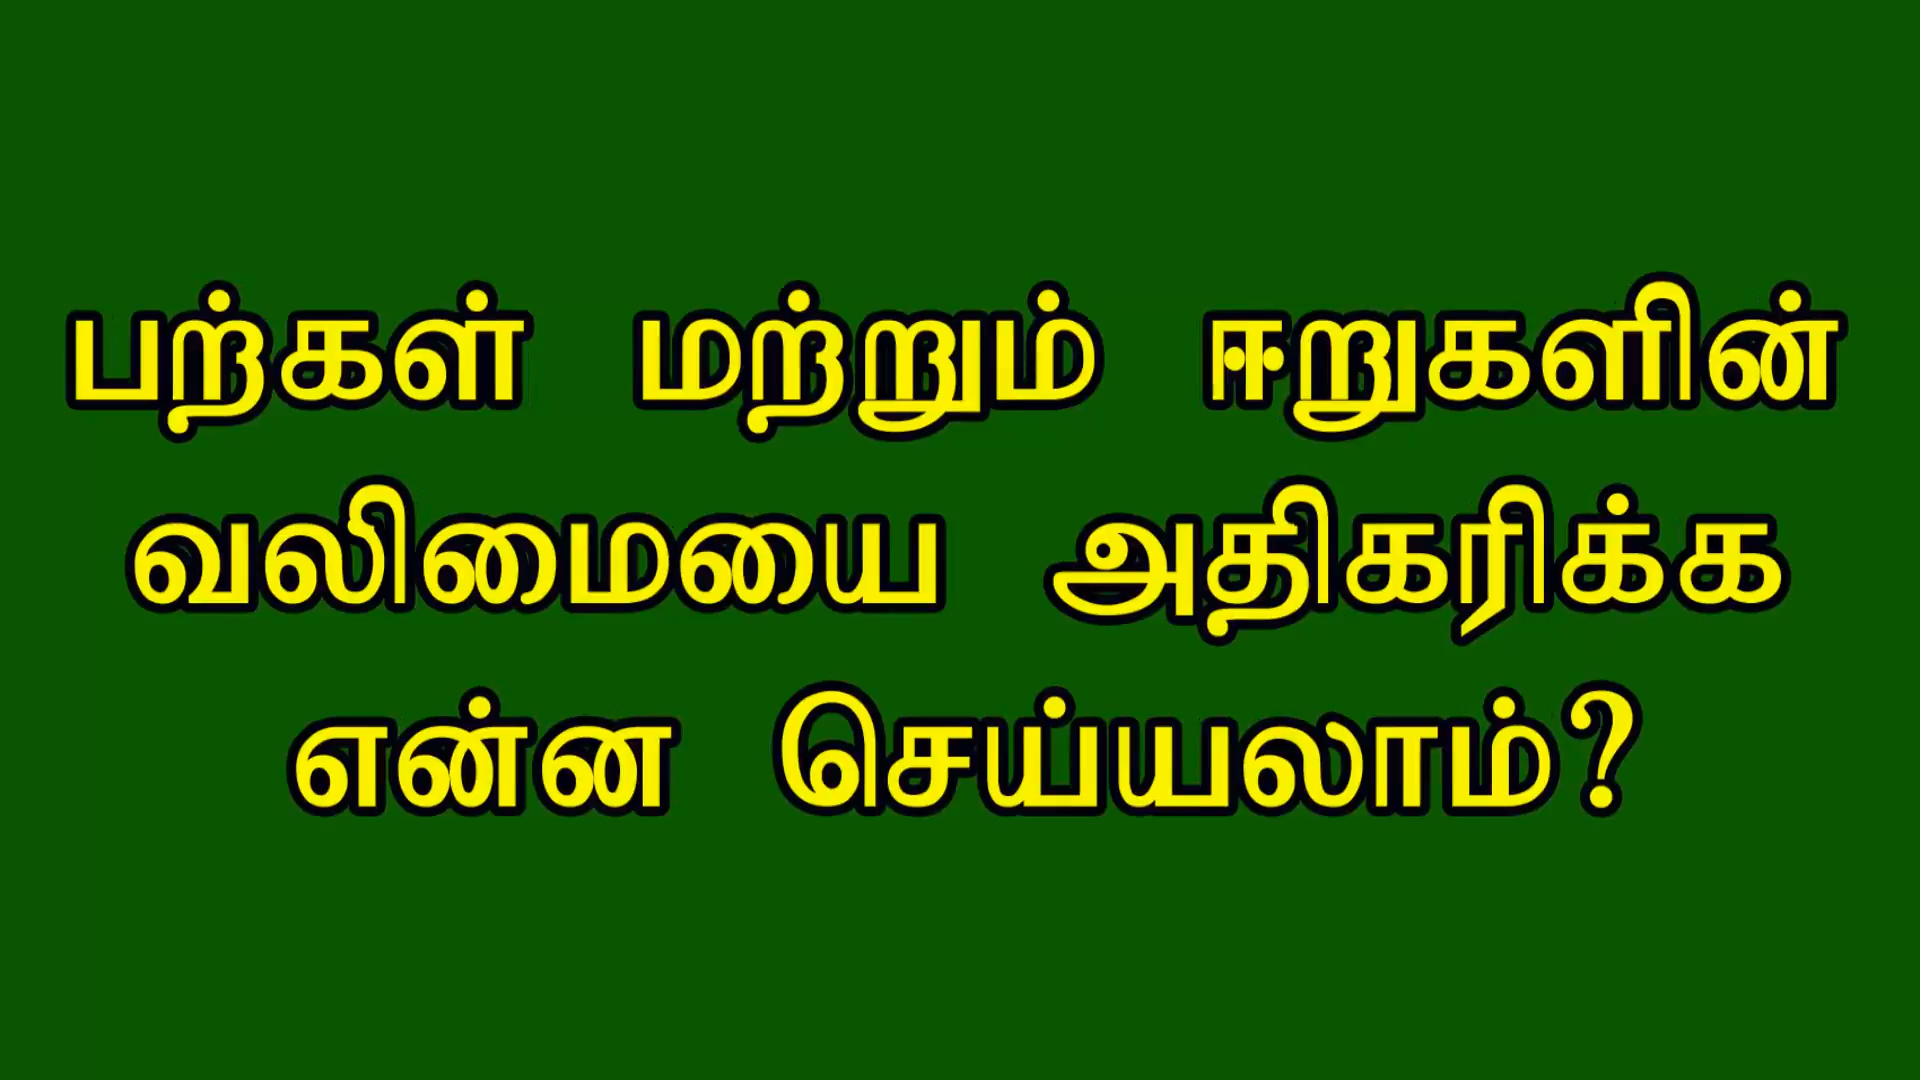 பற்கள் மற்றும் ஈறுகளின்
வலிமையை அதிகரிக்க
என்ன செய்யலாம்?